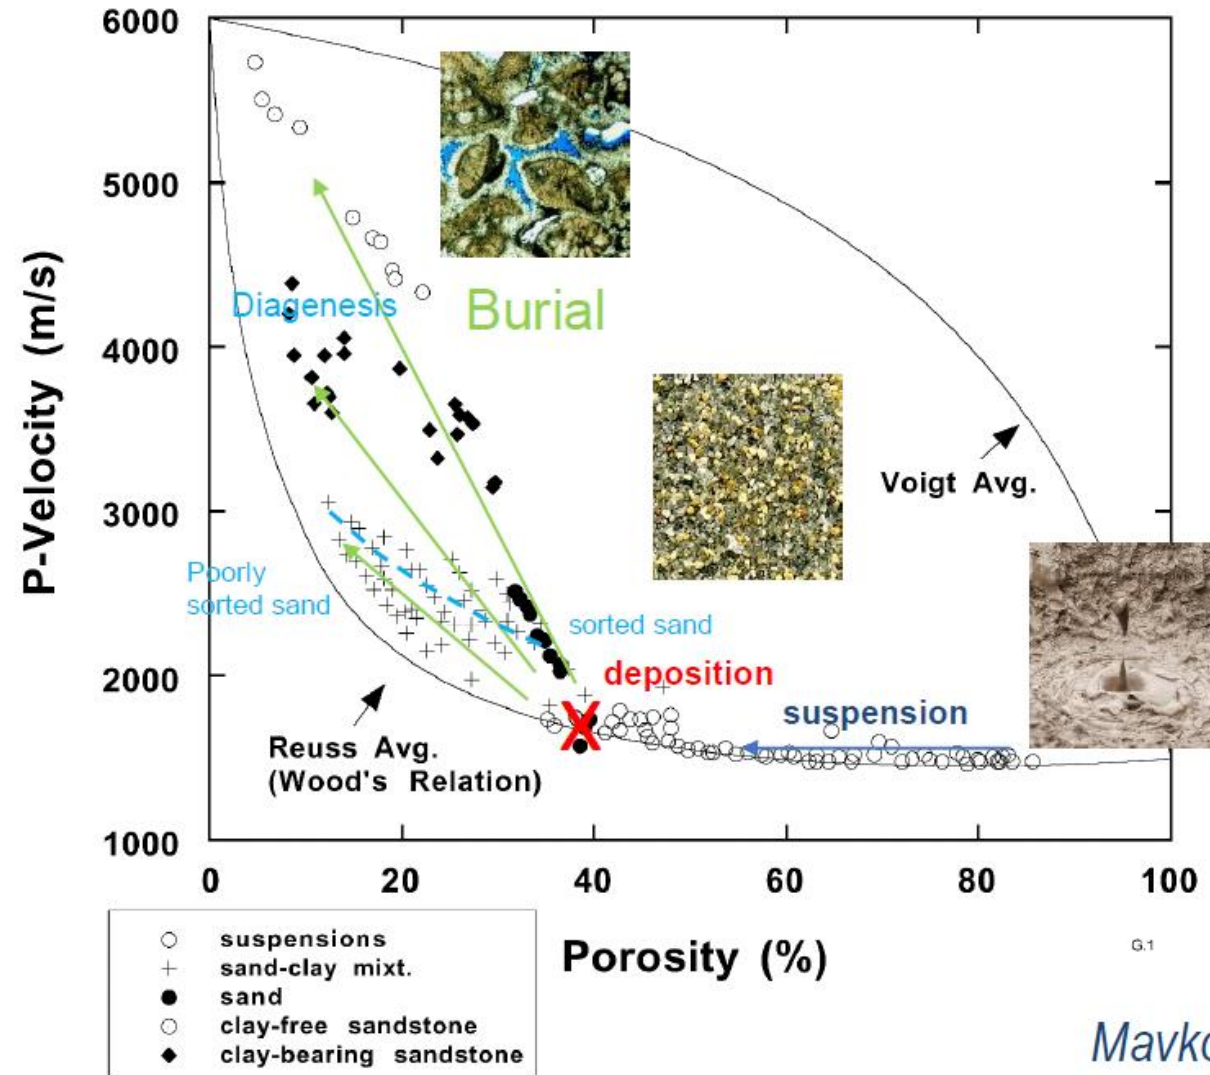 6000
5000
4000
3000
2000
1000
P-Velocity (m/s)
Diagenesis
Burial
Voigt Avg.
Poorly
sorted sand
sorted sand
deposition
suspension
Reuss Avg.
(Wood's Relation)
X
0
20
40
60
80
100
Porosity (%)
G.1
suspensions
sand-clay mixt.
sand
clay-free sandstone
clay-bearing sandstone
Mavko